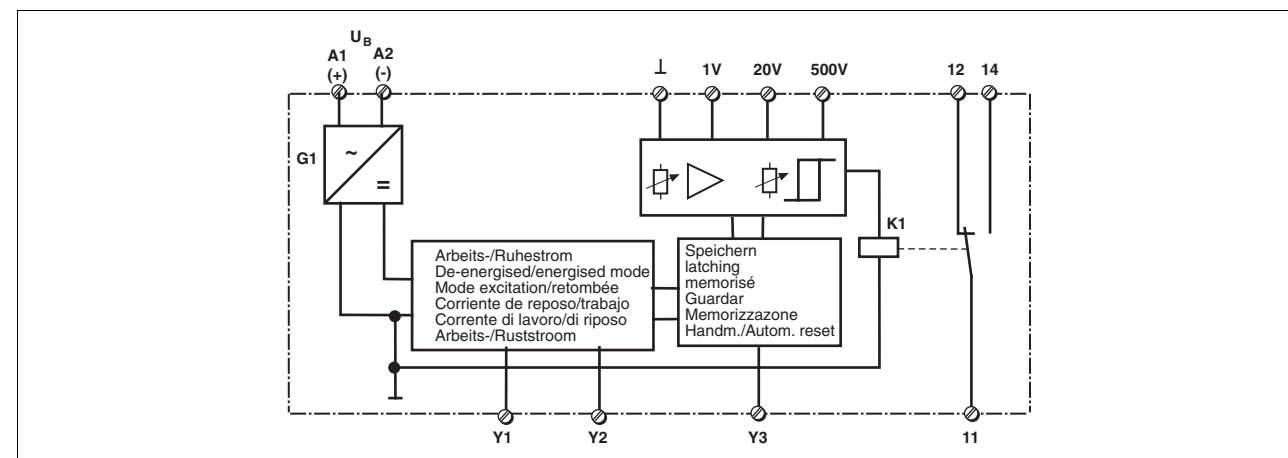 U_B
A1 A2
(+) (-)
⊥ 1V 20V 500V 12 14
G1
~
=
K1
Arbeits-/Ruhestrom
De-energised/energised mode
Mode excitation/retombée
Corriente de reposo/trabajo
Corrente di lavoro/di riposo
Arbeits-/Ruststroom
Speichern
latching
memorisé
Guardar
Memorizzazone
Handm./Autom. reset
Y1 Y2 Y3 11